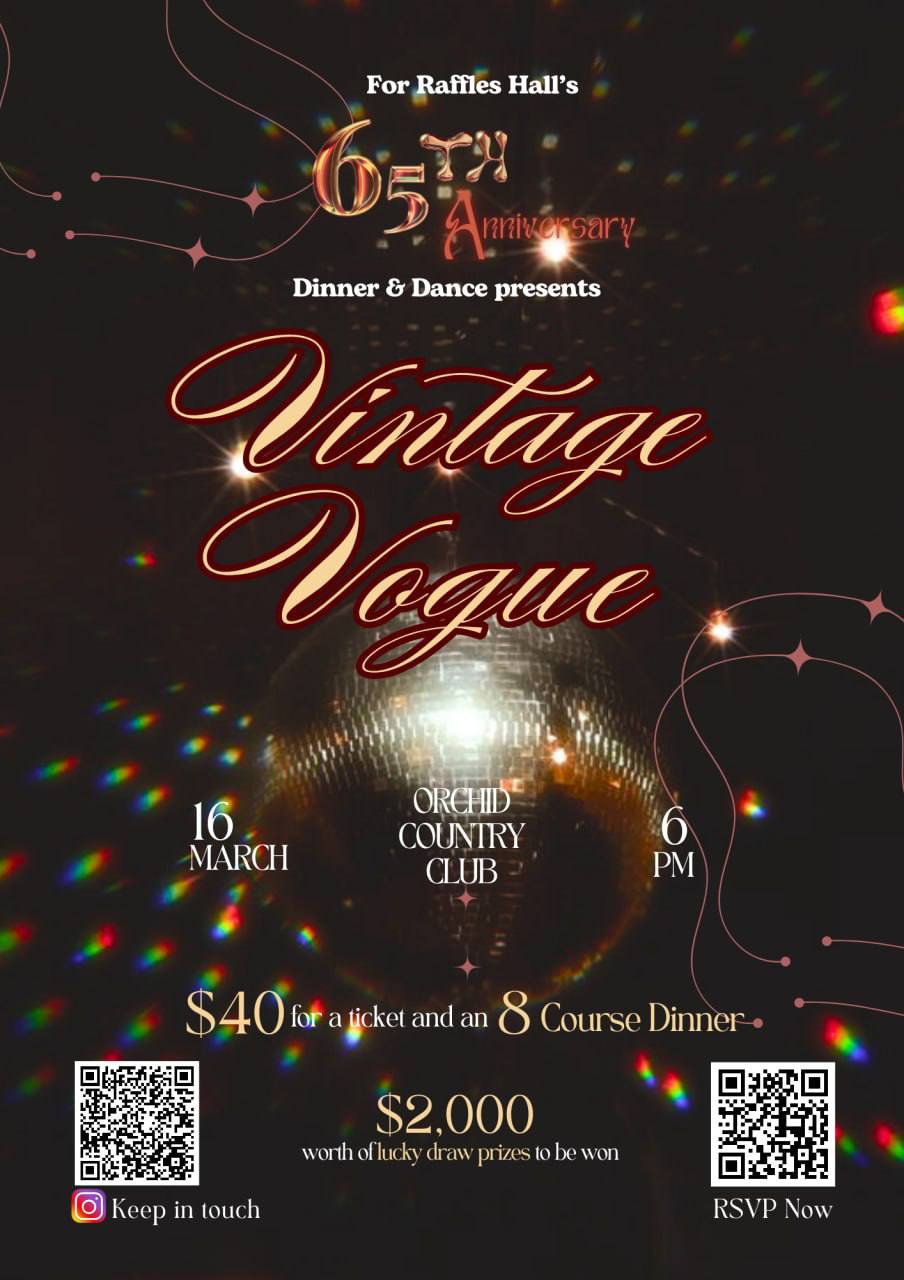 For Raffles Hall's
65TH
Anniversary
Dinner & Dance presents
Vintage
Vogue
16
MARCH
ORCHID
COUNTRY
CLUB
6
PM
$40 for a ticket and an 8 Course Dinner
$2,000
worth of lucky draw prizes to be won
Keep in touch
RSVP Now